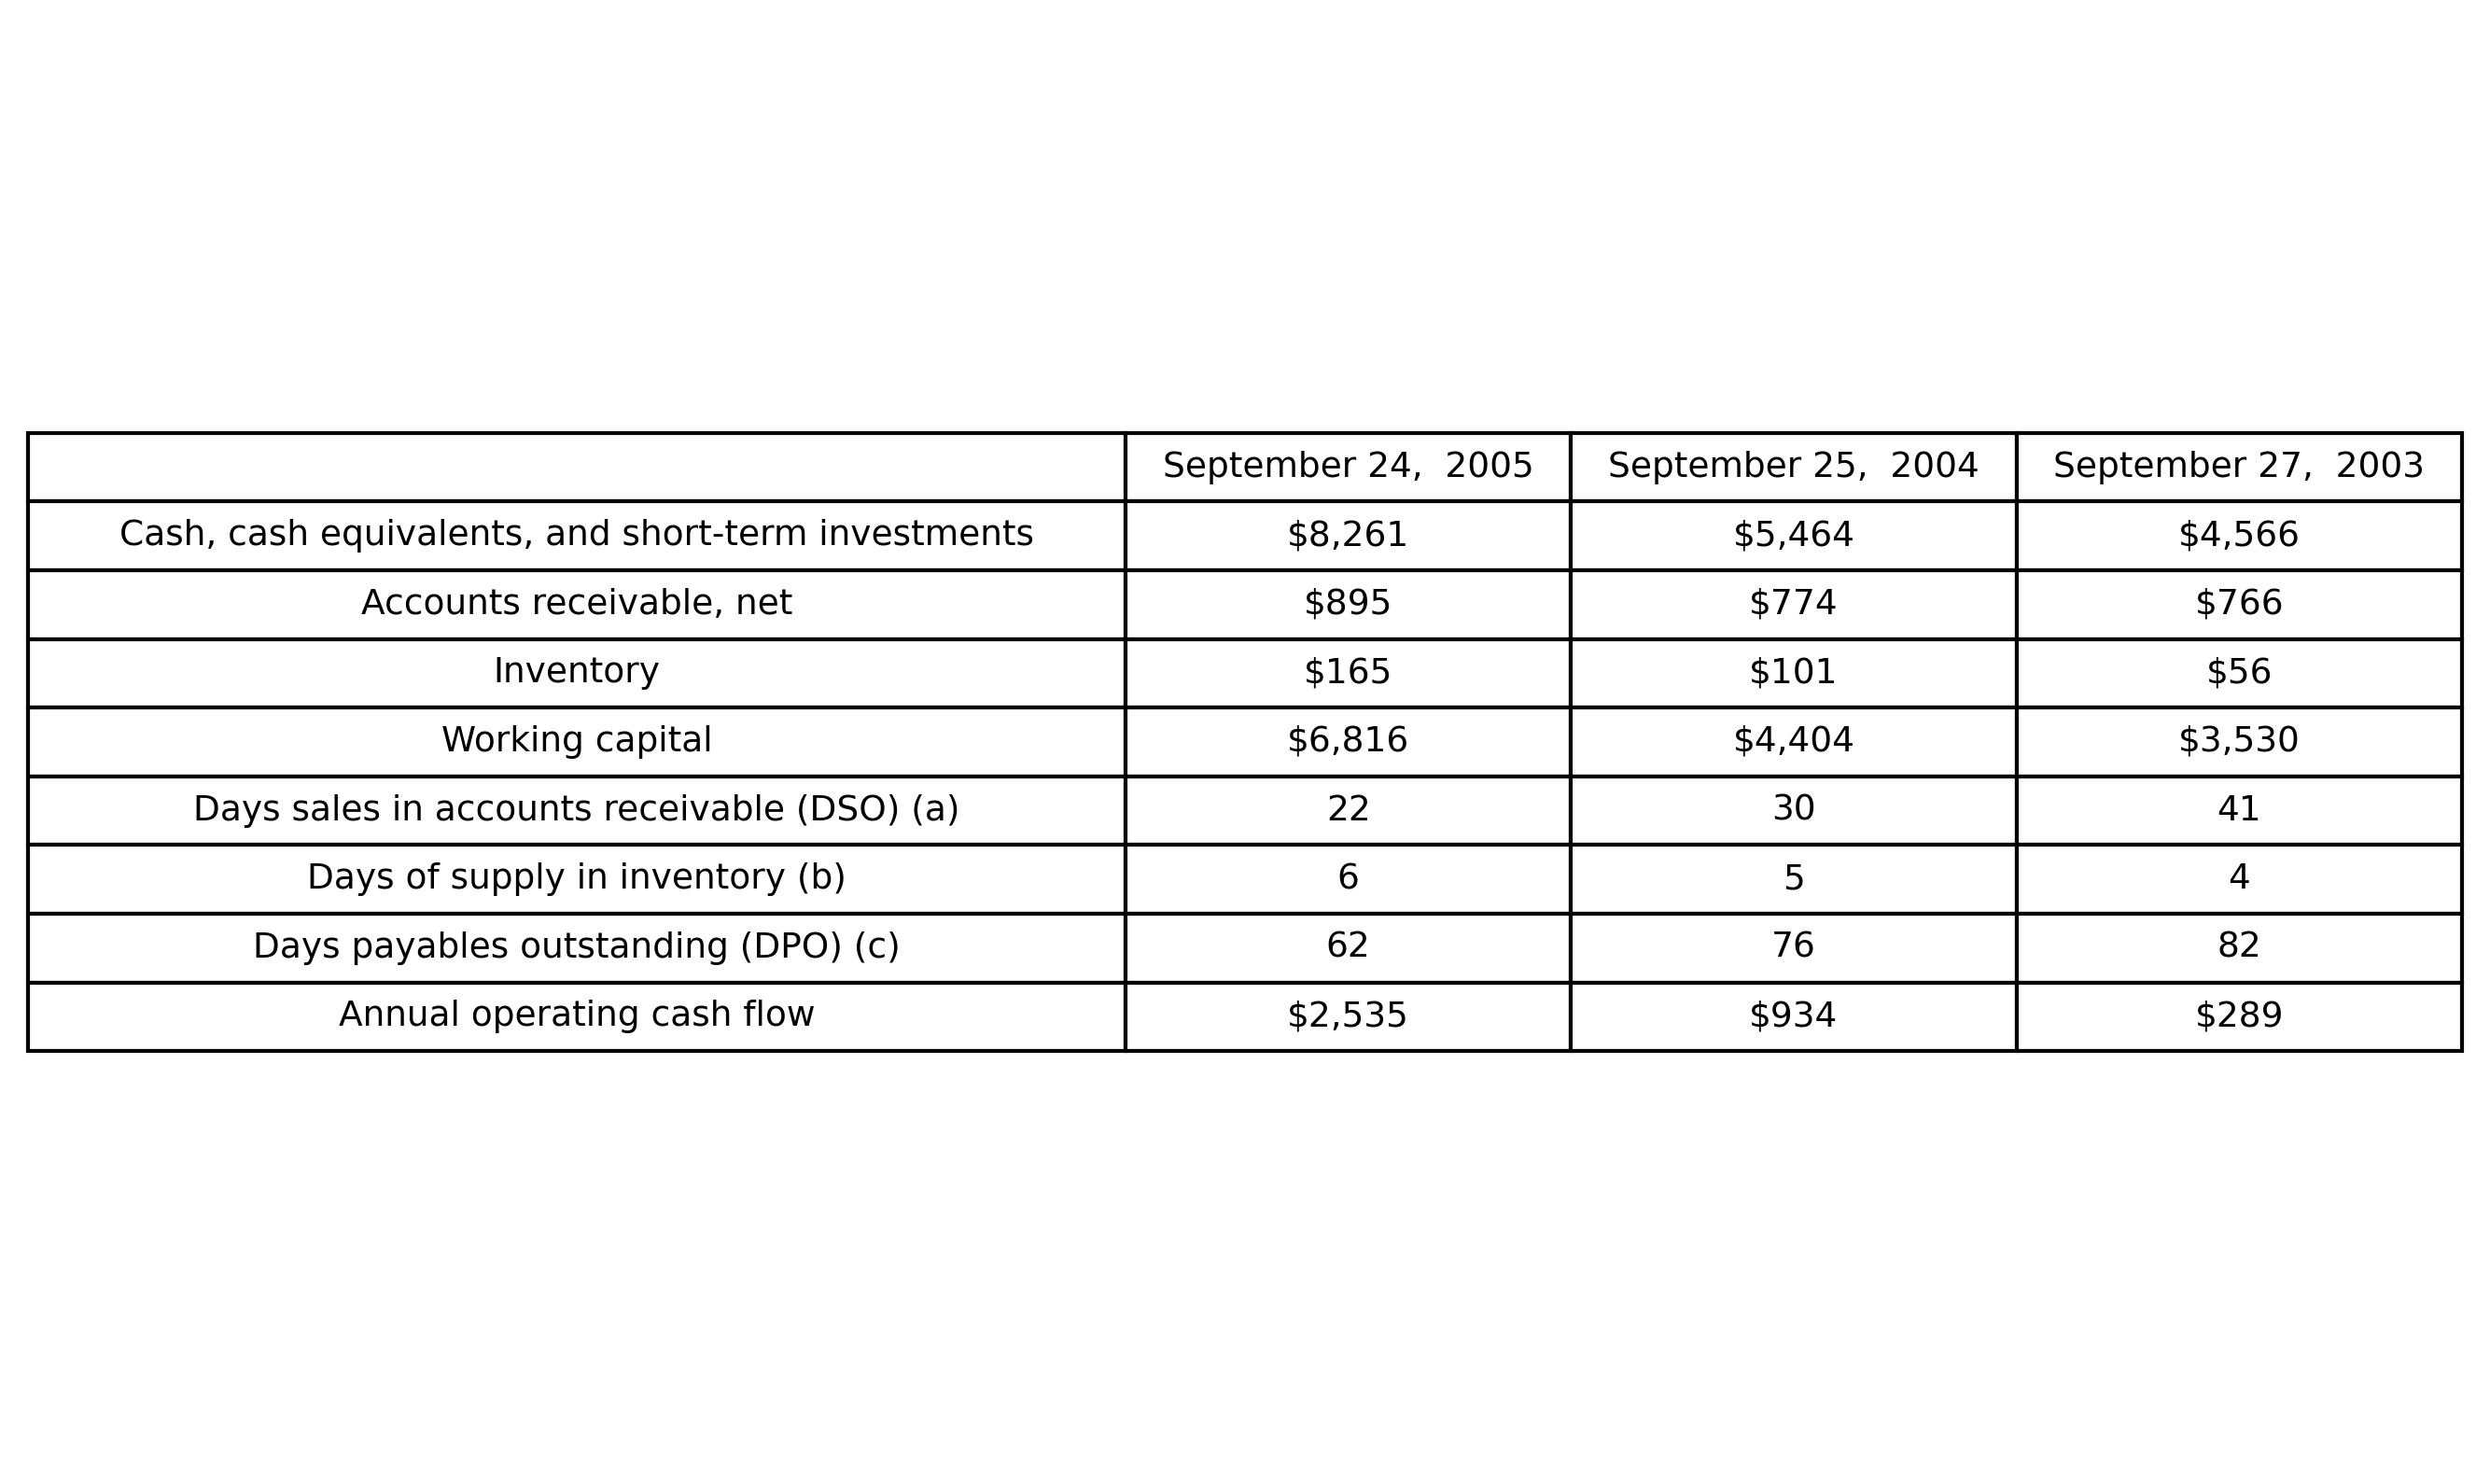 September 24,  2005 September 25,  2004 September 27,  2003
Cash, cash equivalents, and short-term investments $8,261 $5,464 $4,566
Accounts receivable, net $895 $774 $766
Inventory $165 $101 $56
Working capital $6,816 $4,404 $3,530
Days sales in accounts receivable (DSO) (a) 22 30 41
Days of supply in inventory (b) 6 5 4
Days payables outstanding (DPO) (c) 62 76 82
Annual operating cash flow $2,535 $934 $289